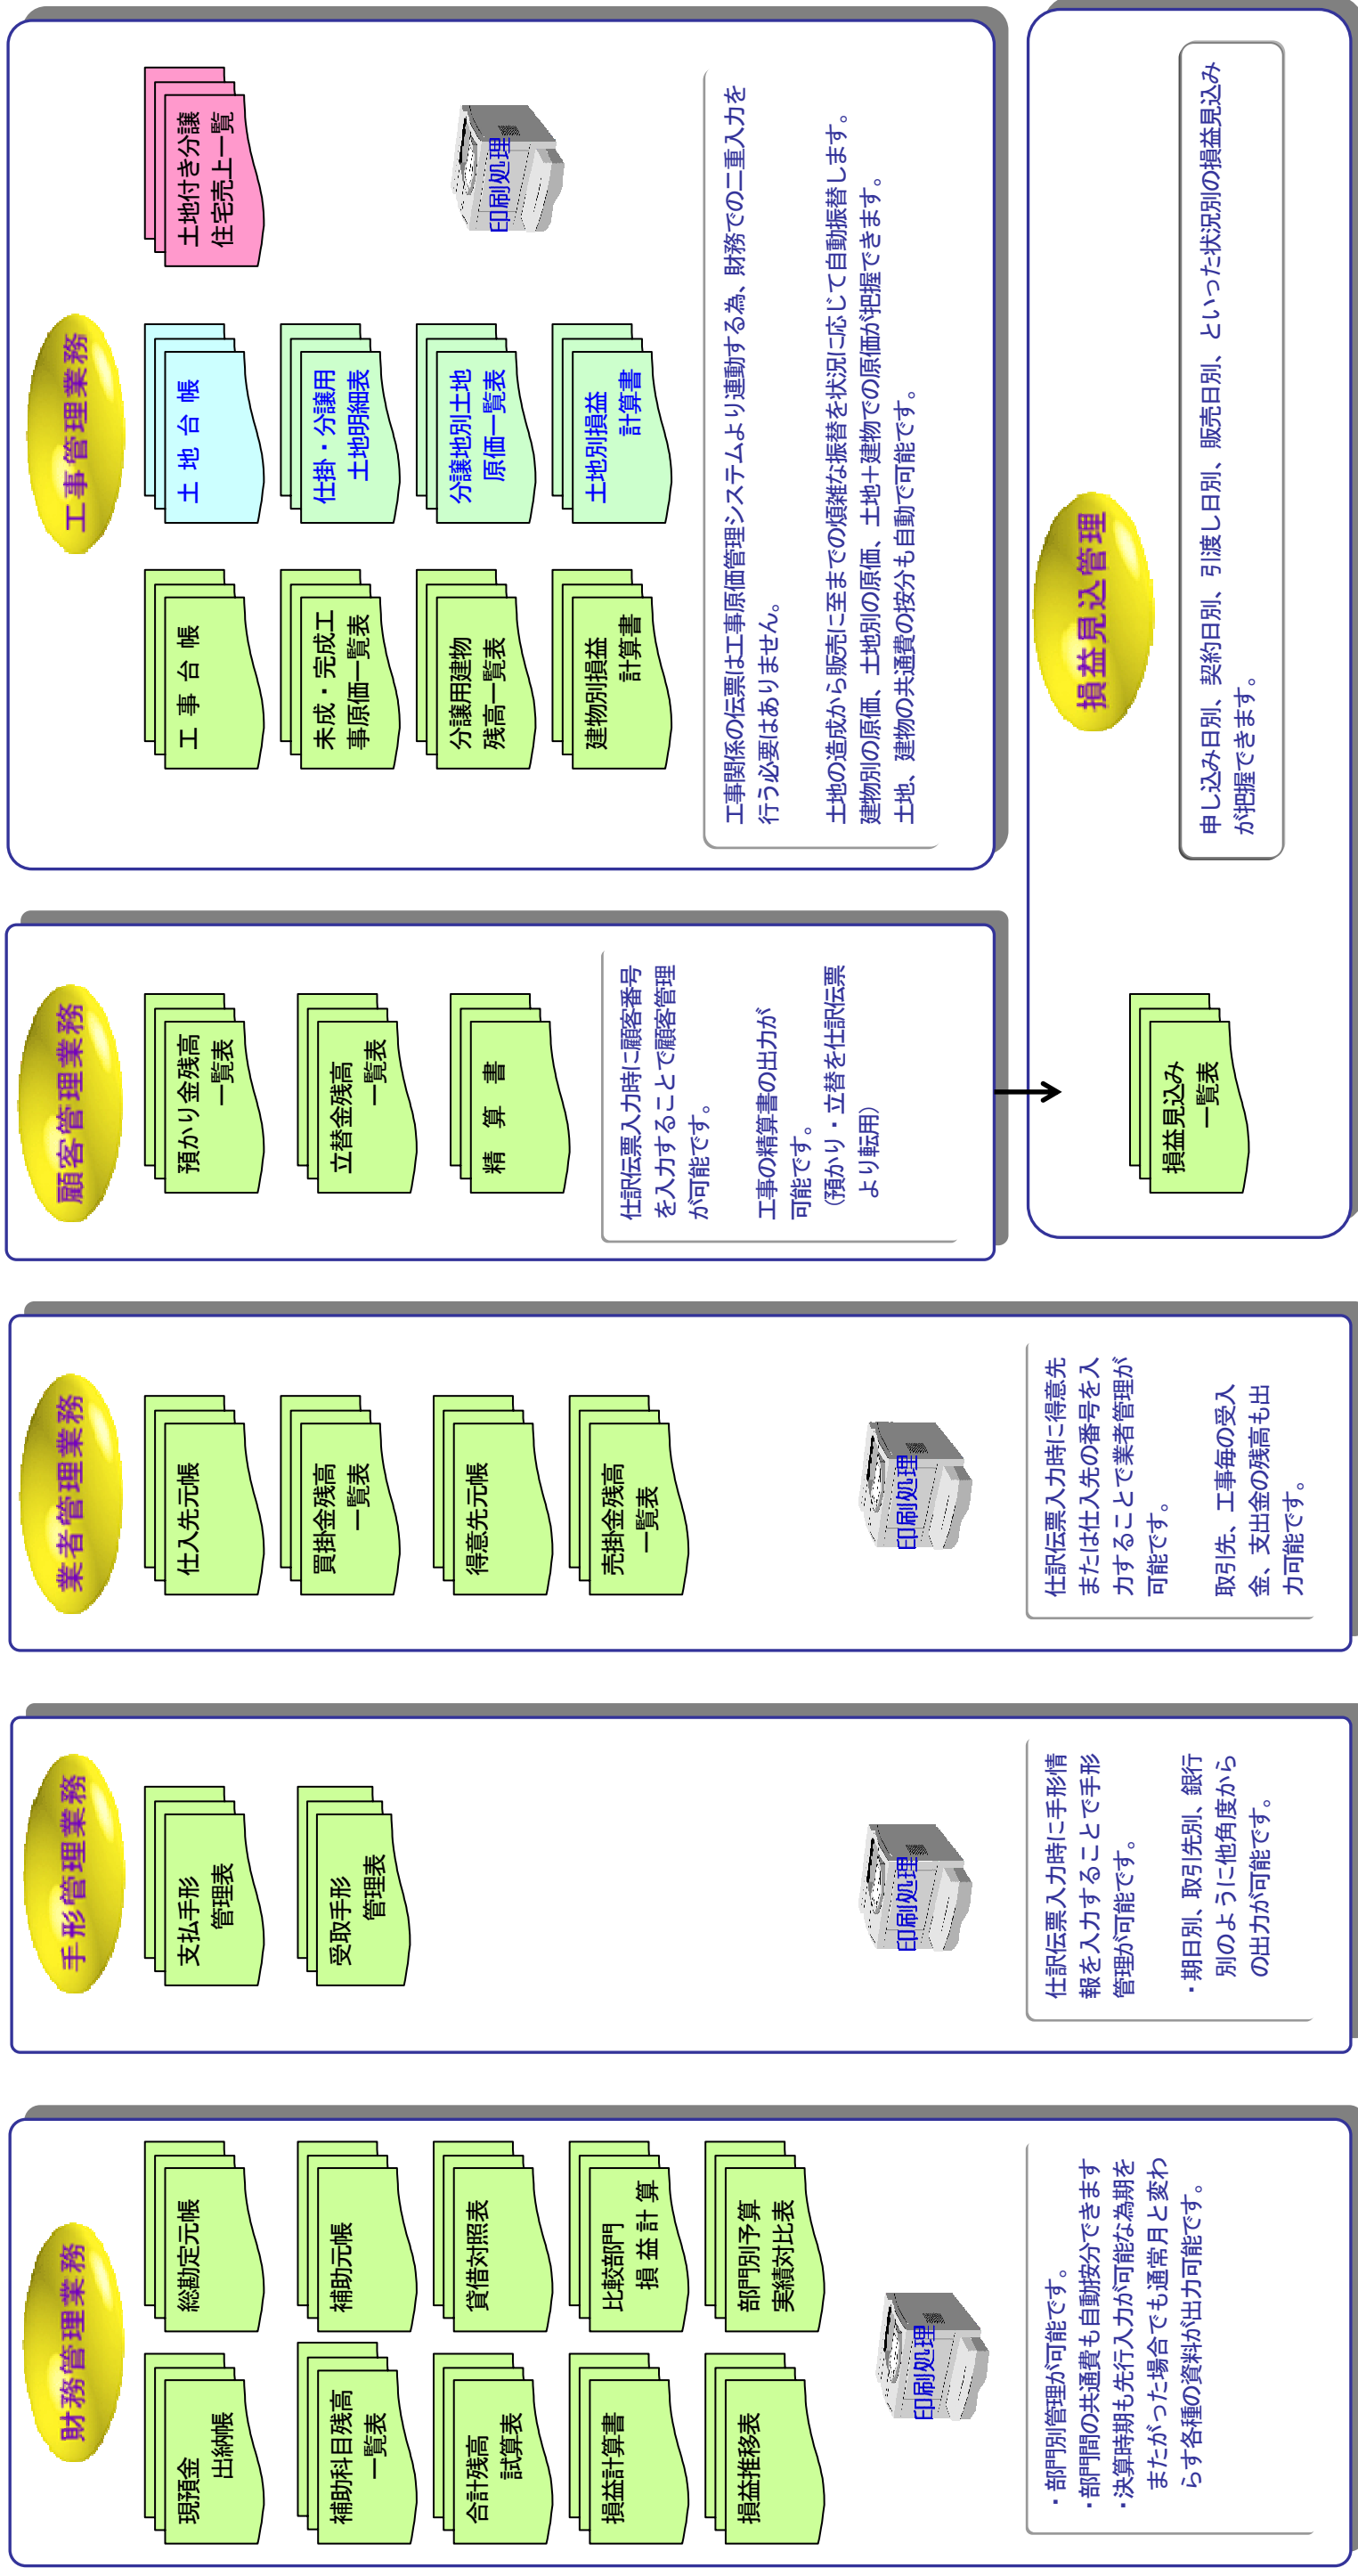 財務管理業務
現預金
出納帳
総勘定元帳
補助科目残高
一覧表
補助元帳
合計残高
試算表
貸借対照表
損益計算書
比較部門
損 益 計 算
損益推移表
部門別予算
実績対比表
印刷処理
・部門別管理が可能です。
・部門間の共通費も自動按分できます
・決算時期も先行入力が可能な為期を
またがった場合でも通常月と変わ
らす各種の資料が出力可能です。
手形管理業務
支払手形
管理表
受取手形
管理表
印刷処理
仕訳伝票入力時に手形情
報を入力することで手形
管理が可能です。
・期日別、取引先別、銀行
別のように他角度から
の出力が可能です。
業者管理業務
仕入先元帳
買掛金残高
一覧表
得意先元帳
売掛金残高
一覧表
印刷処理
仕訳伝票入力時に得意先
または仕入先の番号を入
力することで業者管理が
可能です。
取引先、工事毎の受入
金、支出金の残高も出
力可能です。
顧客管理業務
預かり金残高
一覧表
立替金残高
一覧表
精 算 書
仕訳伝票入力時に顧客番号
を入力することで顧客管理
が可能です。
工事の精算書の出力が
可能です。
（預かり・立替を仕訳伝票
より転用）
工事管理業務
工 事 台 帳
土 地 台 帳
土地付き分譲
住宅売上一覧
未成・完成工
事原価一覧表
仕掛・分譲用
土地明細表
分譲用建物
残高一覧表
分譲地別土地
原価一覧表
建物別損益
計算書
土地別損益
計算書
印刷処理
工事関係の伝票は工事原価管理システムより連動する為、財務での二重入力を
行う必要はありません。
土地の造成から販売に至までの煩雑な振替を状況に応じて自動振替します。
建物別の原価、土地別の原価、土地＋建物での原価が把握できます。
土地、建物の共通費の按分も自動で可能です。
損益見込管理
損益見込み
一覧表
申し込み日別、契約日別、引渡し日別、販売日別、といった状況別の損益見込み
が把握できます。